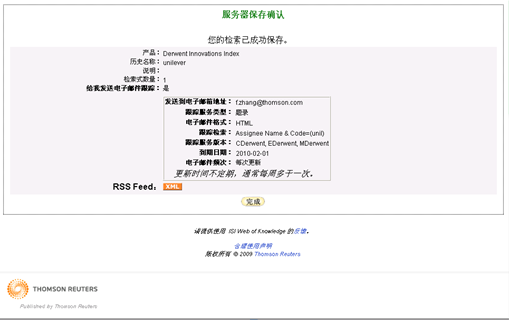 服务器保存确认
您的检索已成功保存。
产品： Derwent Innovations Index
历史名称： unilever
说明：
检索式数量： 1
给我发送电子邮件跟踪： 是
发送到电子邮箱地址： f.zhang@thomson.com
跟踪服务类型： 题录
电子邮件格式： HTML
跟踪检索： Assignee Name & Code=(unil)
跟踪服务版本： CDerwent, EDerwent, MDerwent
到期日期： 2010-02-01
电子邮件频次： 每次更新
更新时间不定期，通常每周多于一次。
RSS Feed： XML
完成
请提供使用 ISI Web of Knowledge 的反馈。
合理使用声明
版权所有 © 2009 Thomson Reuters
THOMSON REUTERS
Published by Thomson Reuters